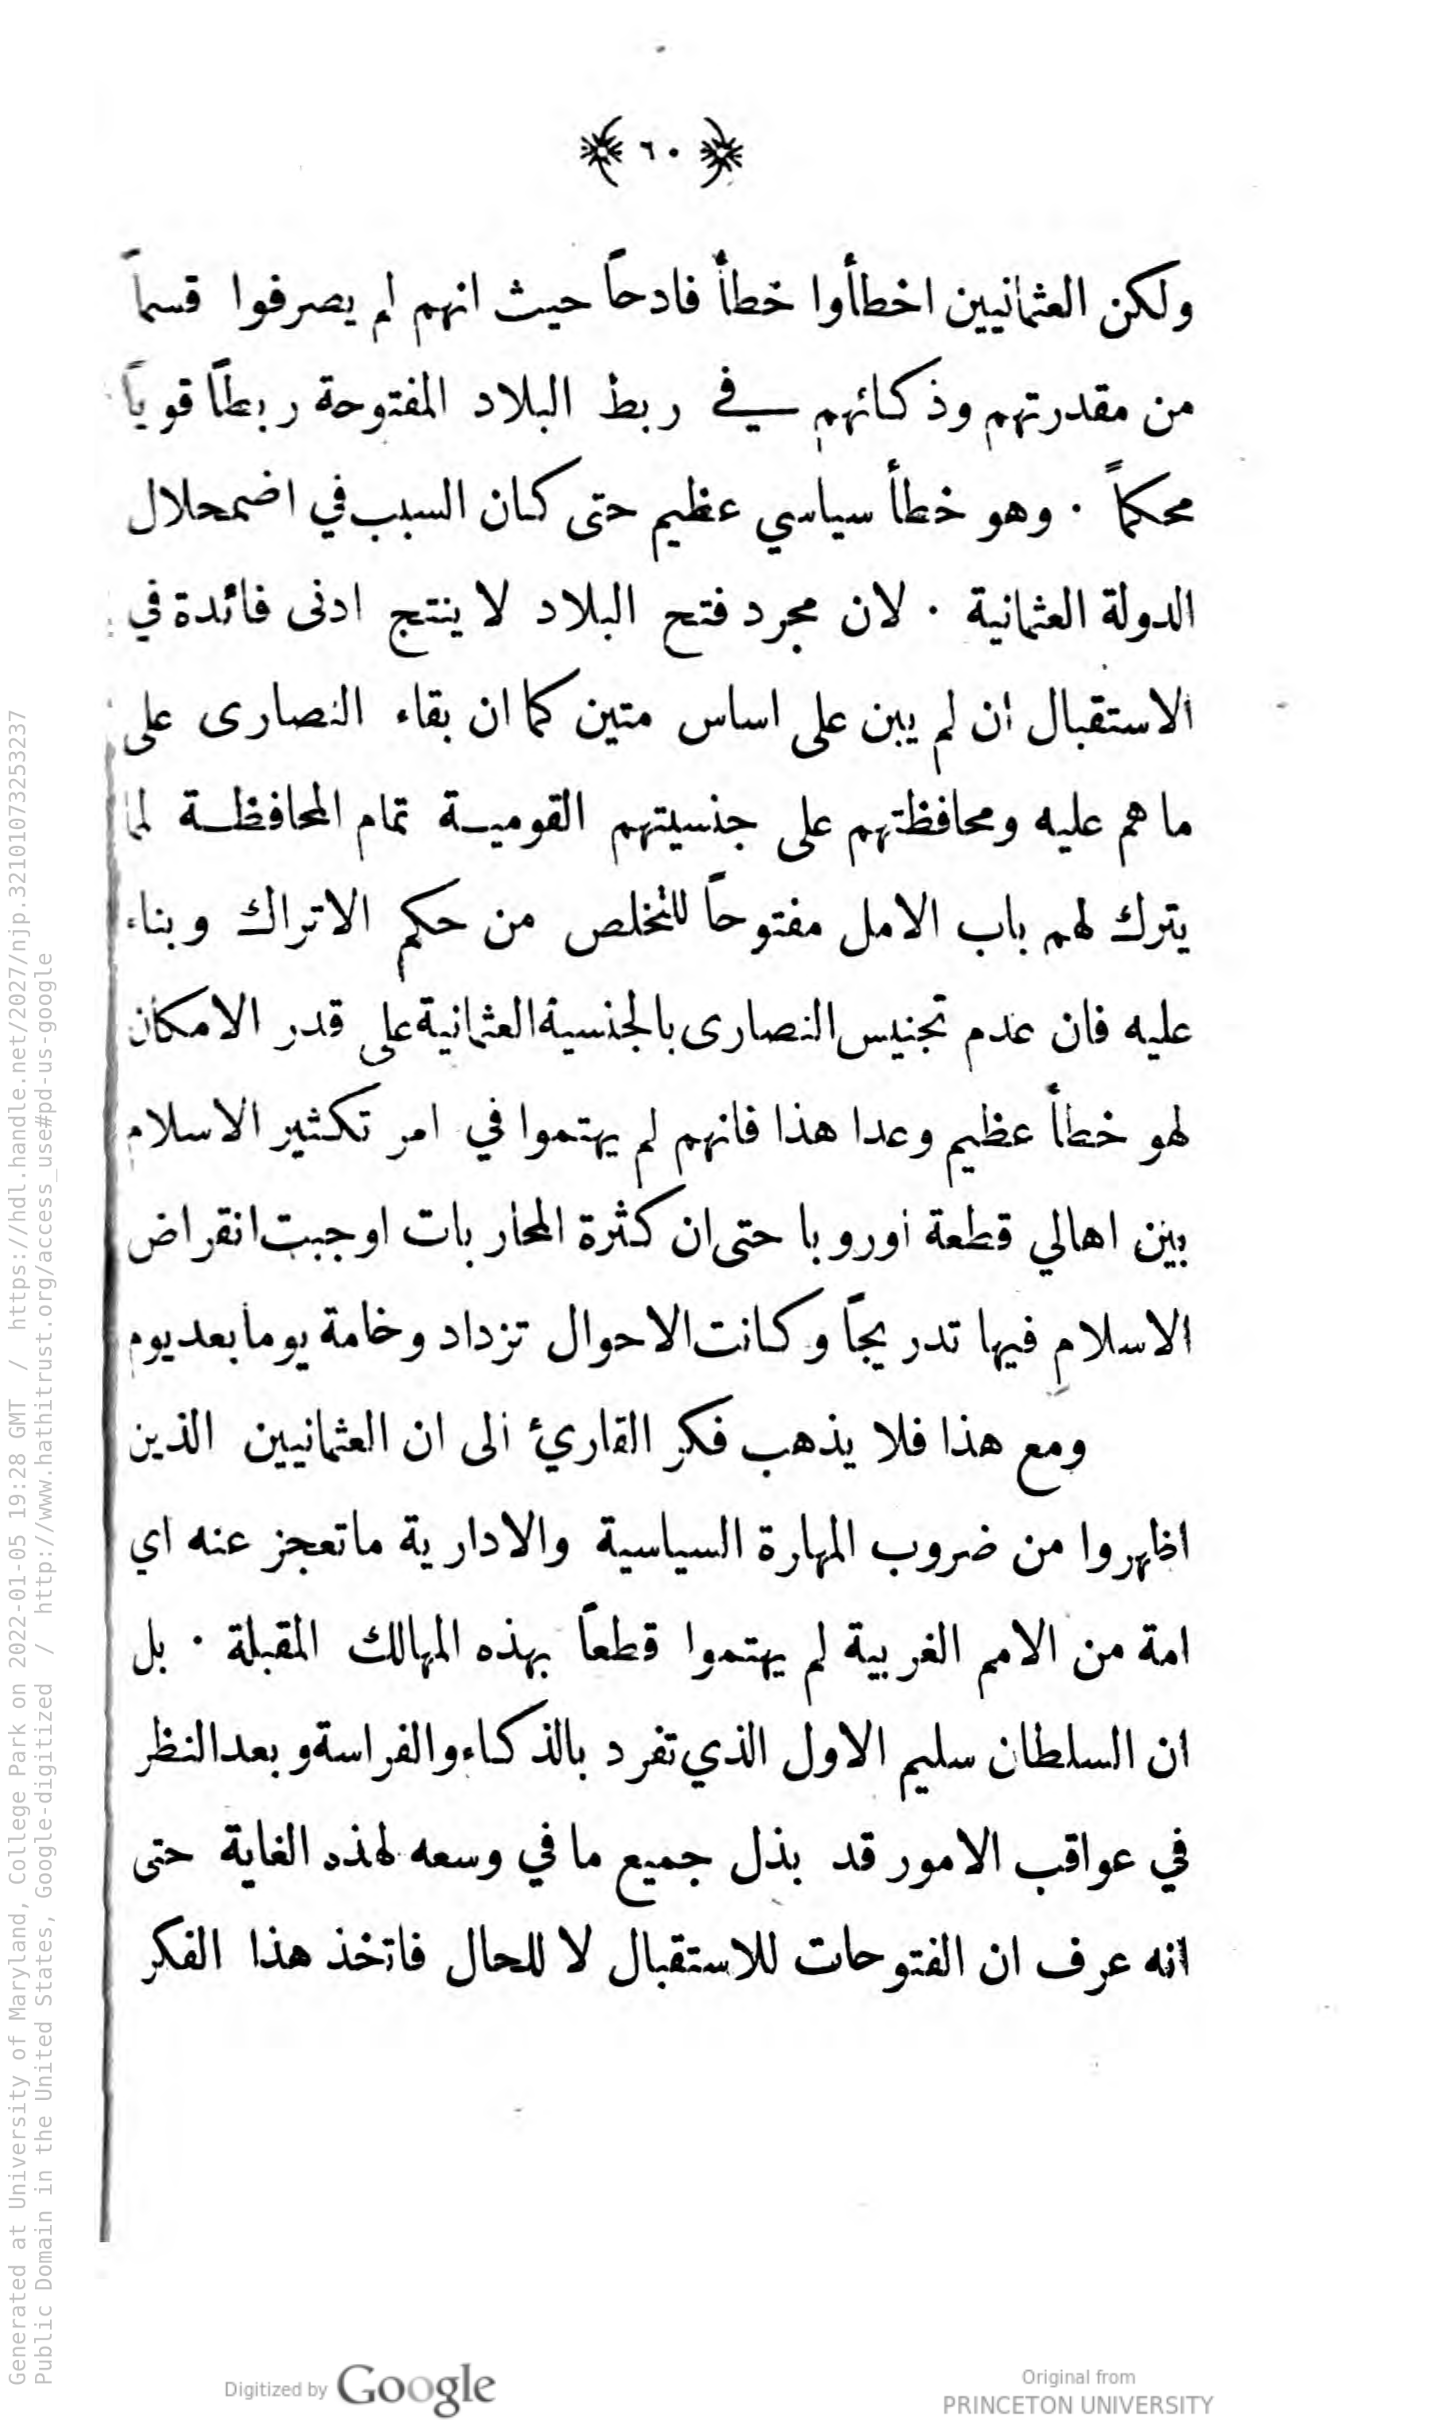 ٦٠
ولكن العثمانيين اخطأوا خطأً فادحاً حيث انهم لم يصرفوا قسماً
من مقدرتهم وذكائهم في ربط البلاد المفتوحة ربطاً قوياً
محكماً . وهو خطأ سياسي عظيم حتى كان السبب في اضمحلال
الدولة العثمانية . لان مجرد فتح البلاد لا ينتج ادنى فائدة في
الاستقبال ان لم يبن على اساس متين كما ان بقاء النصارى على
ما هم عليه ومحافظتهم على جنسيتهم القومية تمام المحافظة لما
يترك لهم باب الامل مفتوحاً للتخلص من حكم الاتراك وبناء
عليه فان عدم تجنيس النصارى بالجنسية العثمانية على قدر الامكان
لهو خطأ عظيم وعدا هذا فانهم لم يهتموا في امر تكثير الاسلام
بين اهالي قطعة اوروبا حتى ان كثرة المحاربات اوجبت انقراض
الاسلام فيها تدريجاً وكانت الاحوال تزداد وخامة يوما بعد يوم
ومع هذا فلا يذهب فكر القارئ الى ان العثمانيين الذين
اظهروا من ضروب المهارة السياسية والادارية ما تعجز عنه اي
امة من الامم الغربية لم يهتموا قطعاً بهذه المهالك المقبلة . بل
ان السلطان سليم الاول الذي تفرد بالذكاء والفراسة وبعد النظر
في عواقب الامور قد بذل جميع ما في وسعه لهذه الغاية حتى
انه عرف ان الفتوحات للاستقبال لا للحال فاتخذ هذا الفكر
Generated at University of Maryland, College Park on 2022-01-05 19:28 GMT / https://hdl.handle.net/2027/njp.32101073253237
Public Domain in the United States, Google-digitized / http://www.hathitrust.org/access_use#pd-us-google
Digitized by Google
Original from
PRINCETON UNIVERSITY